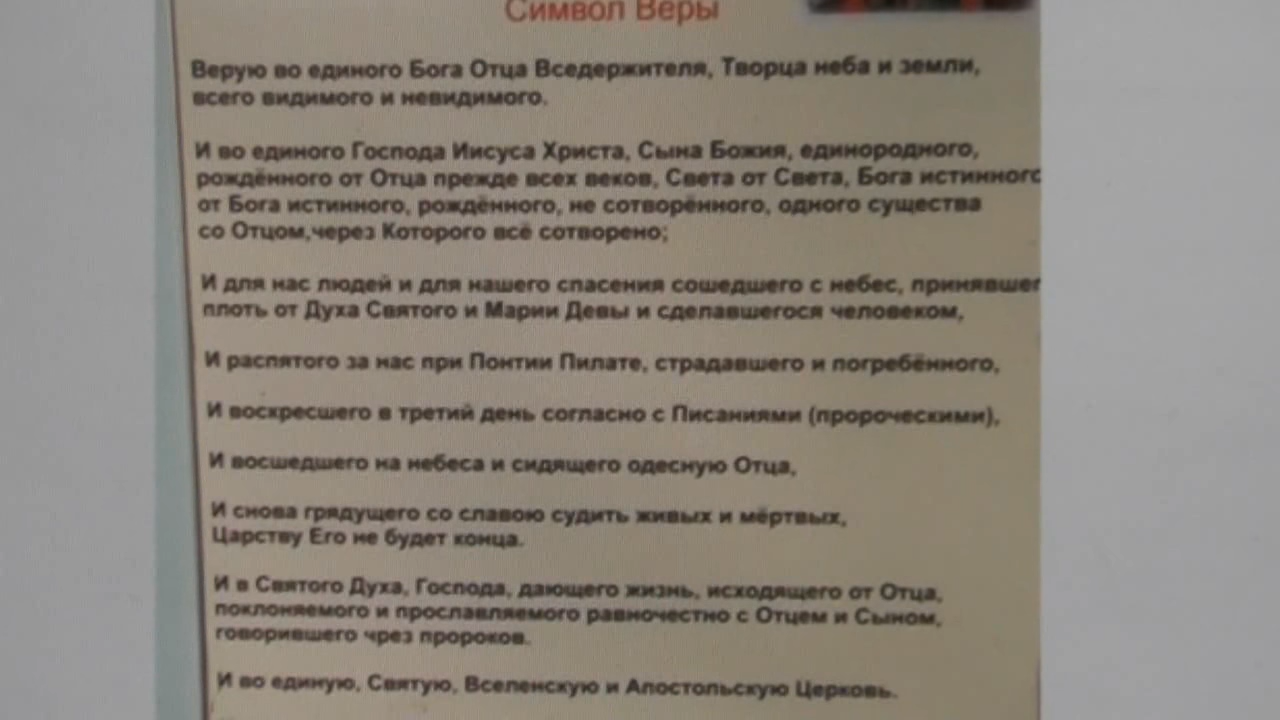 Символ Веры
Верую во единого Бога Отца Вседержителя, Творца неба и земли,
всего видимого и невидимого.
И во единого Господа Иисуса Христа, Сына Божия, единородного,
рождённого от Отца прежде всех веков, Света от Света, Бога истинного
от Бога истинного, рождённого, не сотворённого, одного существа
со Отцом,через Которого всё сотворено;
И для нас людей и для нашего спасения сошедшего с небес, принявшег
плоть от Духа Святого и Марии Девы и сделавшегося человеком,
И распятого за нас при Понтии Пилате, страдавшего и погребённого,
И воскресшего в третий день согласно с Писаниями (пророческими),
И восшедшего на небеса и сидящего одесную Отца,
И снова грядущего со славою судить живых и мёртвых,
Царству Его не будет конца.
И в Святого Духа, Господа, дающего жизнь, исходящего от Отца,
поклоняемого и прославляемого равночестно с Отцем и Сыном,
говорившего чрез пророков.
И во единую, Святую, Вселенскую и Апостольскую Церковь.